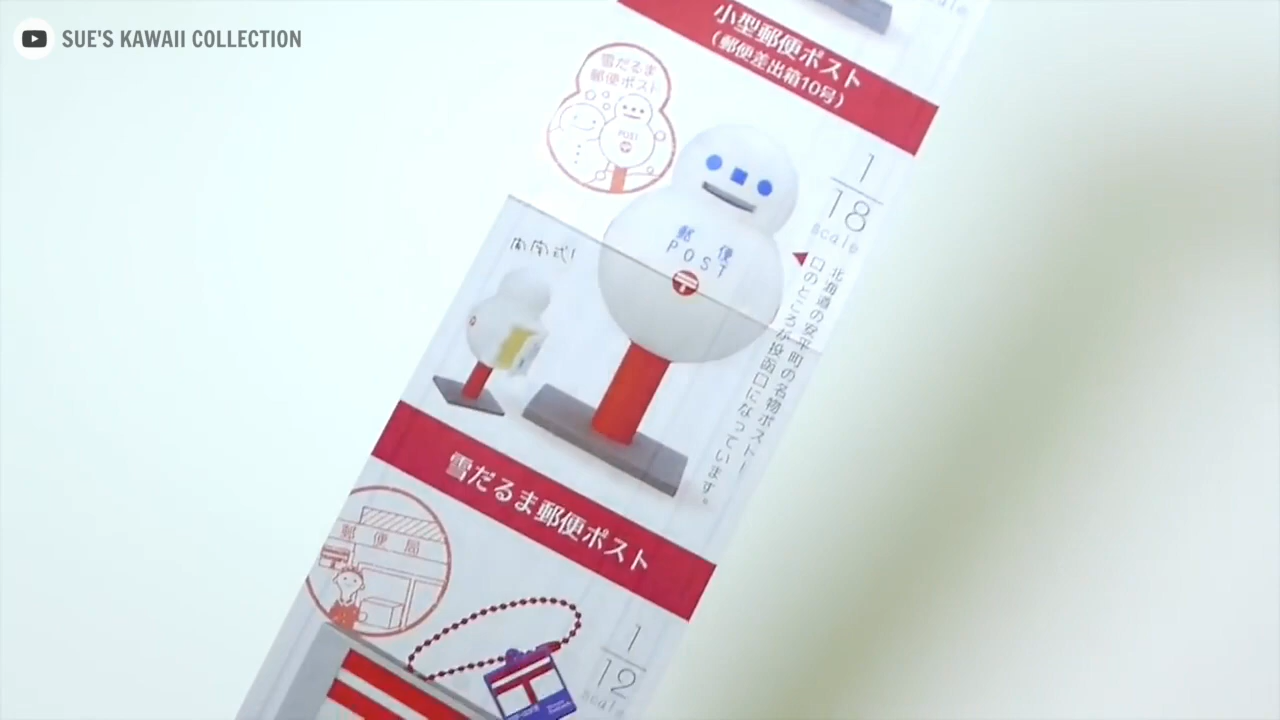 SUE'S KAWAII COLLECTION
小型郵便ポスト
(郵便差出箱10号)
雪だるま
郵便ポスト
POST
1
18
Scale
郵 便
POST
開閉式!
北海道の安平町の名物ポスト!
口のところが投函口になっています。
雪だるま郵便ポスト
郵便局
1
12
Scale